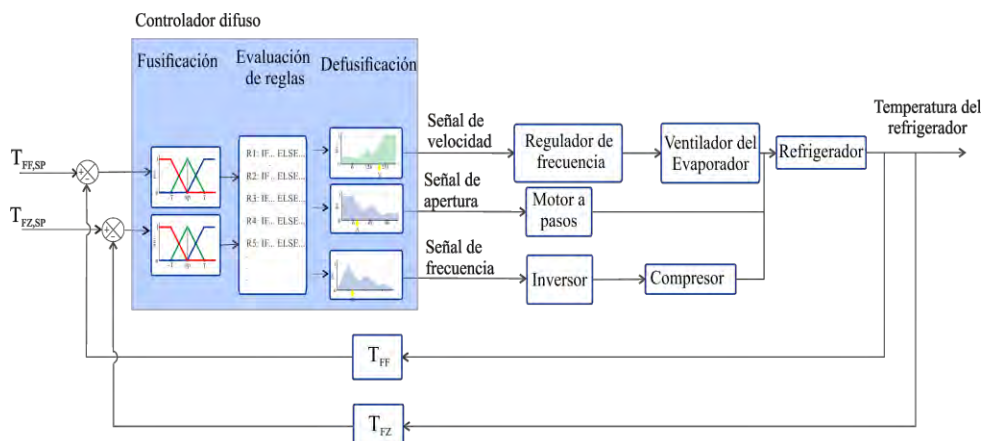 Controlador difuso
Fusificación
Evaluación
de reglas
Defusificación
R1: IF.. ELSE...
R2: IF.. ELSE...
R3: IF.. ELSE...
R4: IF.. ELSE...
R5: IF.. ELSE...
T_FF,SP
T_FZ,SP
Señal de
velocidad
Señal de
apertura
Señal de
frecuencia
Regulador de
frecuencia
Ventilador del
Evaporador
Refrigerador
Temperatura del
refrigerador
Motor a
pasos
Inversor
Compresor
T_FF
T_FZ